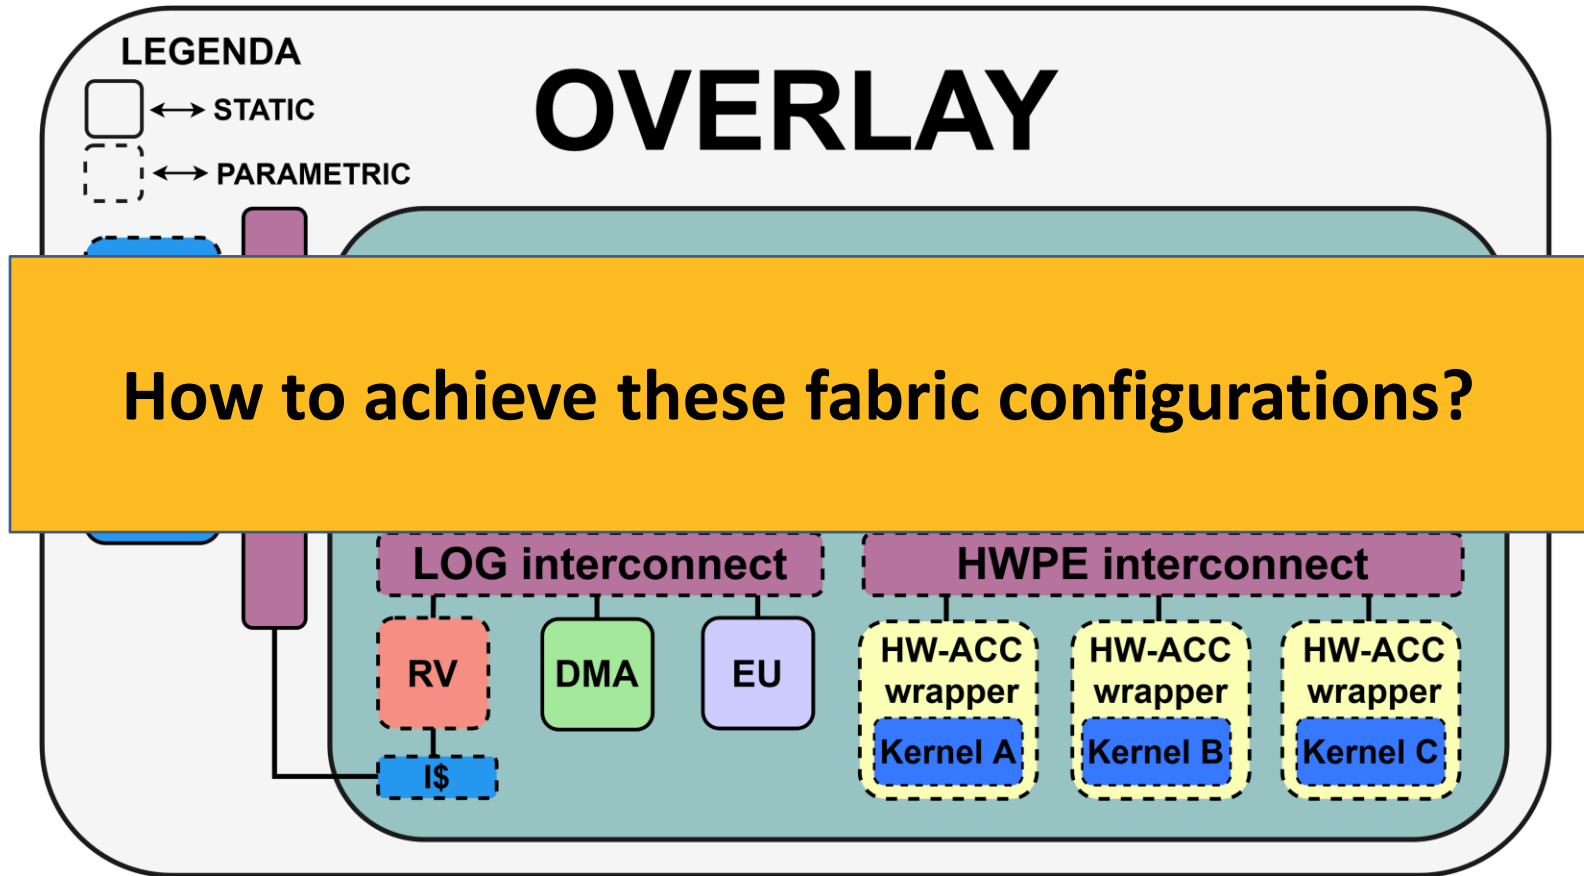 LEGENDA
STATIC
PARAMETRIC
OVERLAY
How to achieve these fabric configurations?
LOG interconnect
HWPE interconnect
RV
DMA
EU
I$
HW-ACC
wrapper
Kernel A
HW-ACC
wrapper
Kernel B
HW-ACC
wrapper
Kernel C